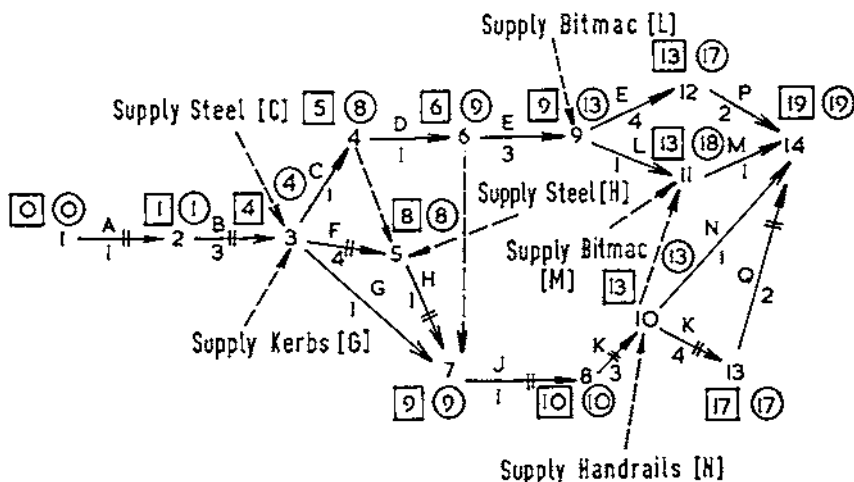 Supply Bitmac [L]
13 17
E 12 P
4 2
Supply Steel [C]
5 8
6 9
9 13
19 19
4 D 6 E 9
1 3
14
L 13 18 M
1 11 1
4 C
1
0 0
1 1
4
Supply Steel [H]
8 8
1 A 2 B 3 F 5
1 3 4
Supply Bitmac
[M]
N 13
1
G H
1 1
1
13
Q
2
Supply Kerbs [G]
10
K K
3 4
7 J 8 13
1
9 9
10 10
17 17
Supply Handrails [N]